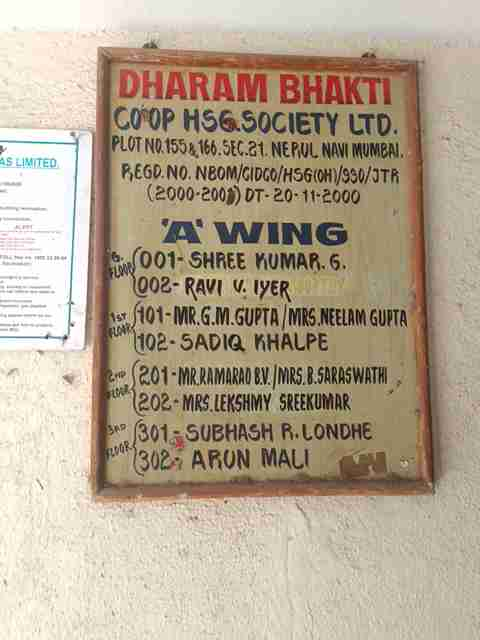 DHARAM BHAKTI
CO'OP HSG.SOCIETY LTD.
PLOT NO.155 & 166. SEC.21. NERUL NAVI MUMBAI.
REGD. NO. NBOM/CIDCO/HSG(OH)/990/JTR
(2000-2001) DT- 20-11-2000
'A' WING
G. FLOOR
001- SHREE KUMAR. G.
002- RAVI V. IYER
1ST FLOOR
101- MR.G.M.GUPTA/MRS.NEELAM GUPTA
102- SADIQ KHALPE
2ND FLOOR
201- MR.RAMARAO B.V./MRS.B.SARASWATHI
202- MRS.LEKSHMY SREEKUMAR
3RD FLOOR
301- SUBHASH R. LONDHE
302- ARUN MALI
AS LIMITED.